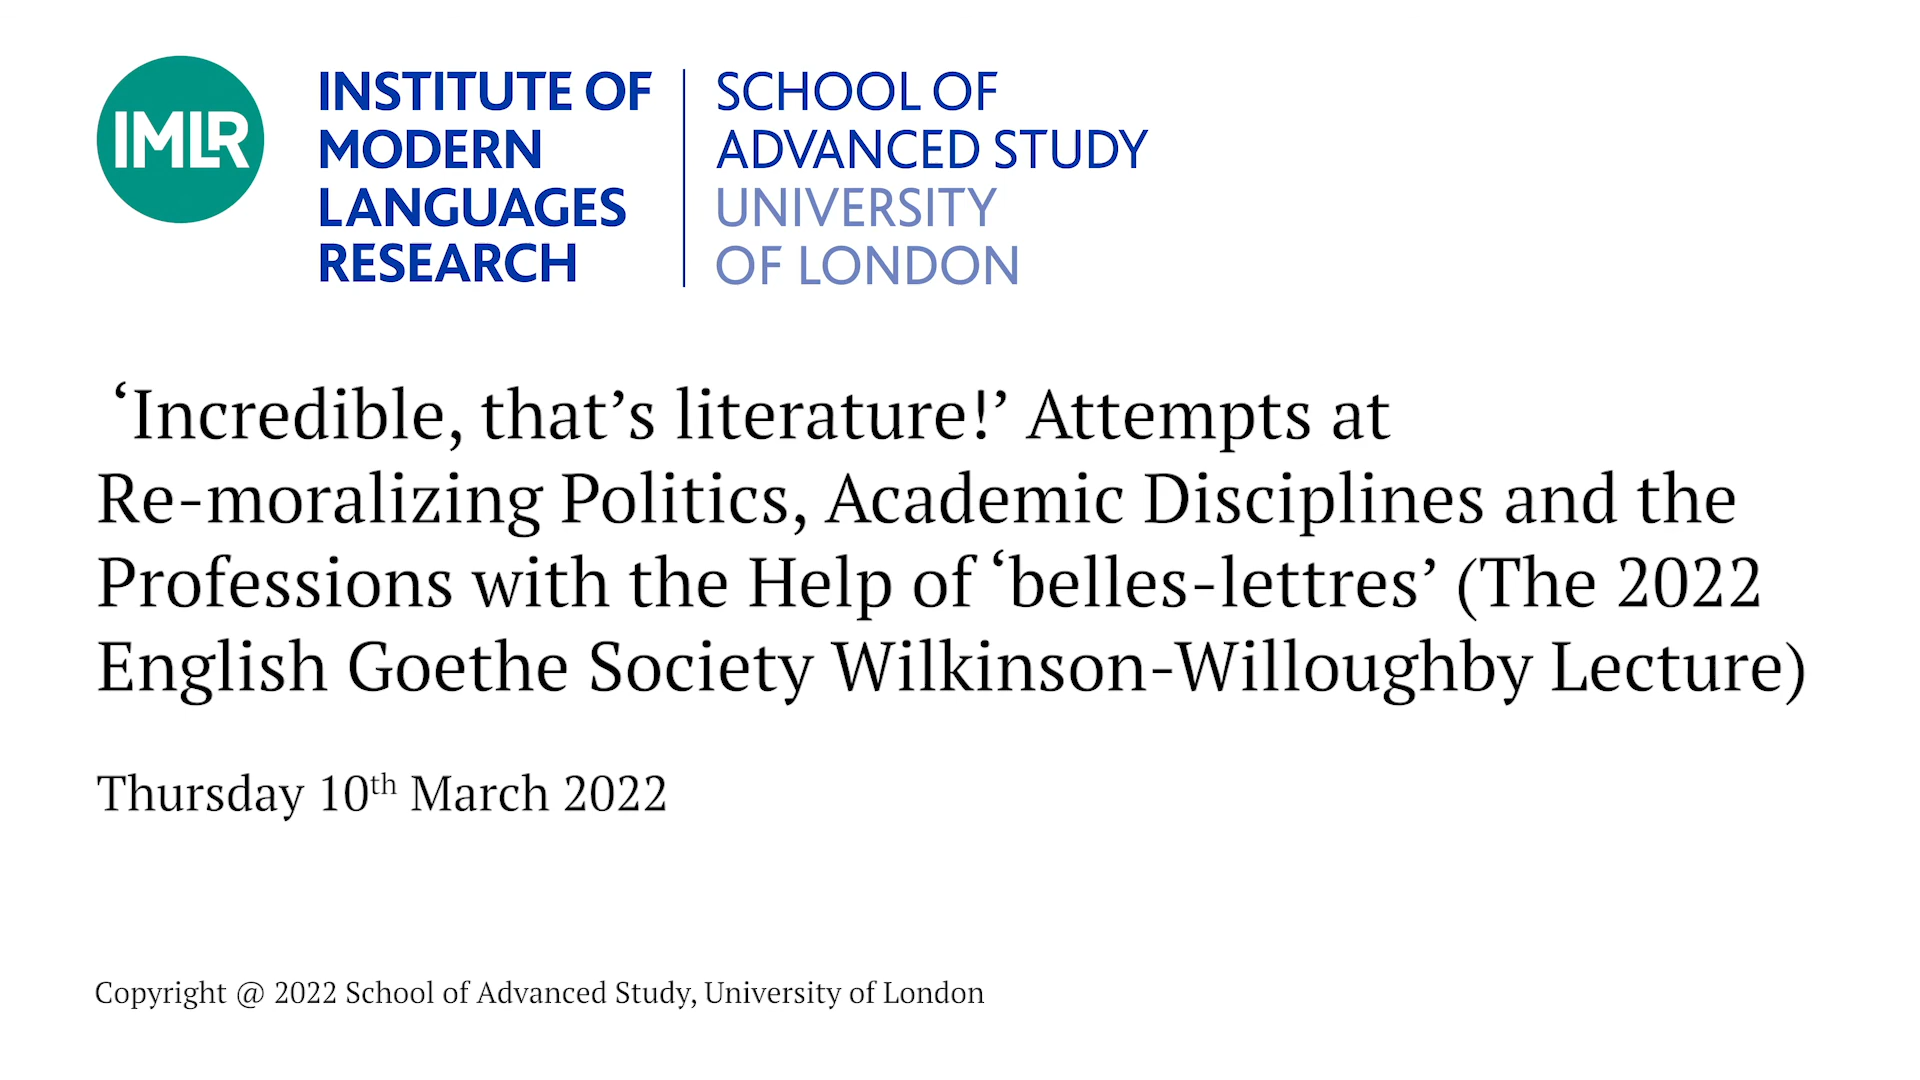 IMLR
INSTITUTE OF
MODERN
LANGUAGES
RESEARCH
SCHOOL OF
ADVANCED STUDY
UNIVERSITY
OF LONDON
‘Incredible, that’s literature!’ Attempts at
Re-moralizing Politics, Academic Disciplines and the
Professions with the Help of ‘belles-lettres’ (The 2022
English Goethe Society Wilkinson-Willoughby Lecture)
Thursday 10th March 2022
Copyright @ 2022 School of Advanced Study, University of London